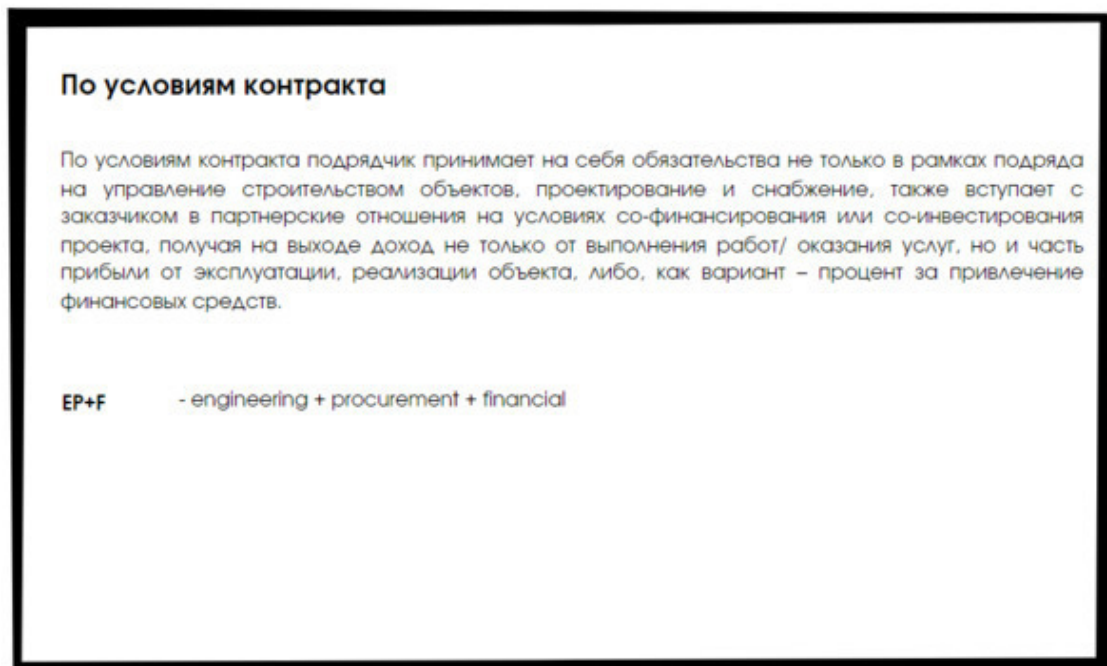 По условиям контракта
По условиям контракта подрядчик принимает на себя обязательства не только в рамках подряда
на управление строительством объектов, проектирование и снабжение, также вступает с
заказчиком в партнерские отношения на условиях со-финансирования или со-инвестирования
проекта, получая на выходе доход не только от выполнения работ/ оказания услуг, но и часть
прибыли от эксплуатации, реализации объекта, либо, как вариант – процент за привлечение
финансовых средств.
EP+F - engineering + procurement + financial